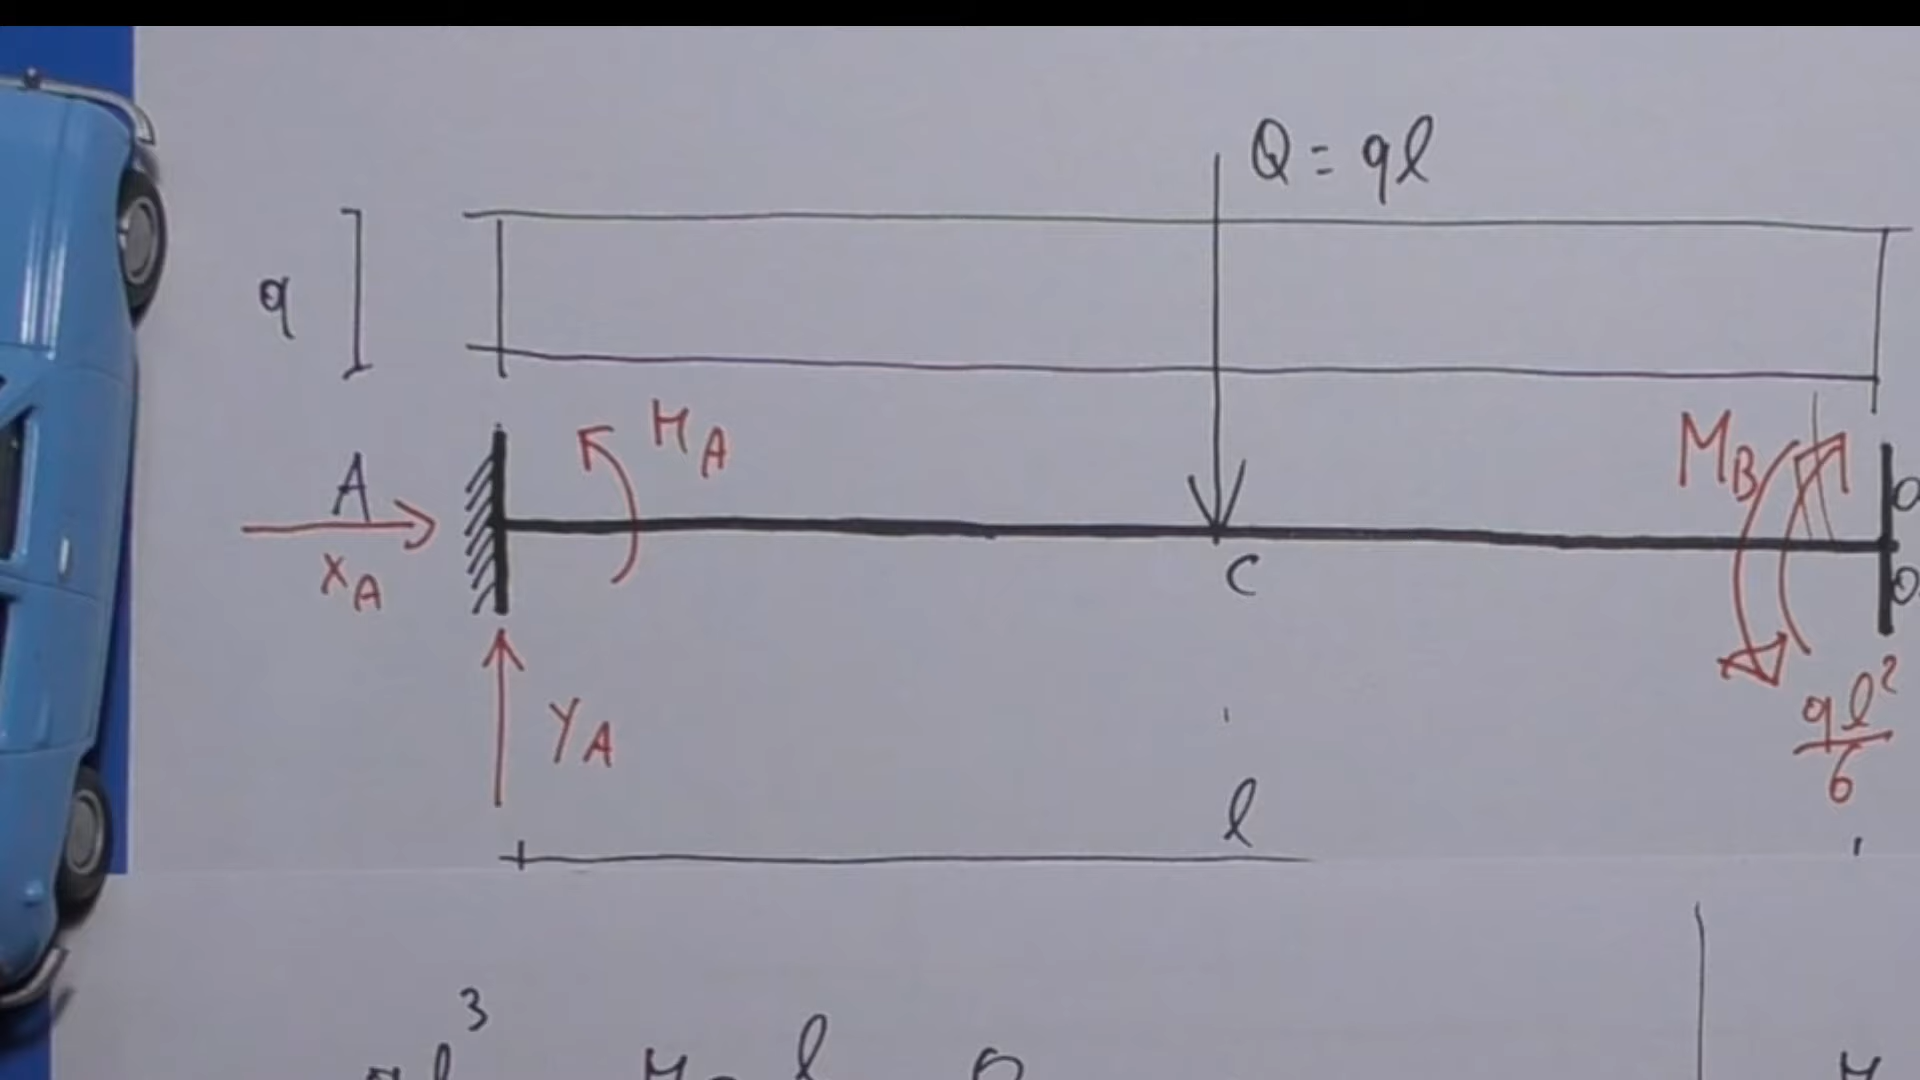 Q = ql
q
M_A
M_B
A
X_A
C
Y_A
ql²/6
l